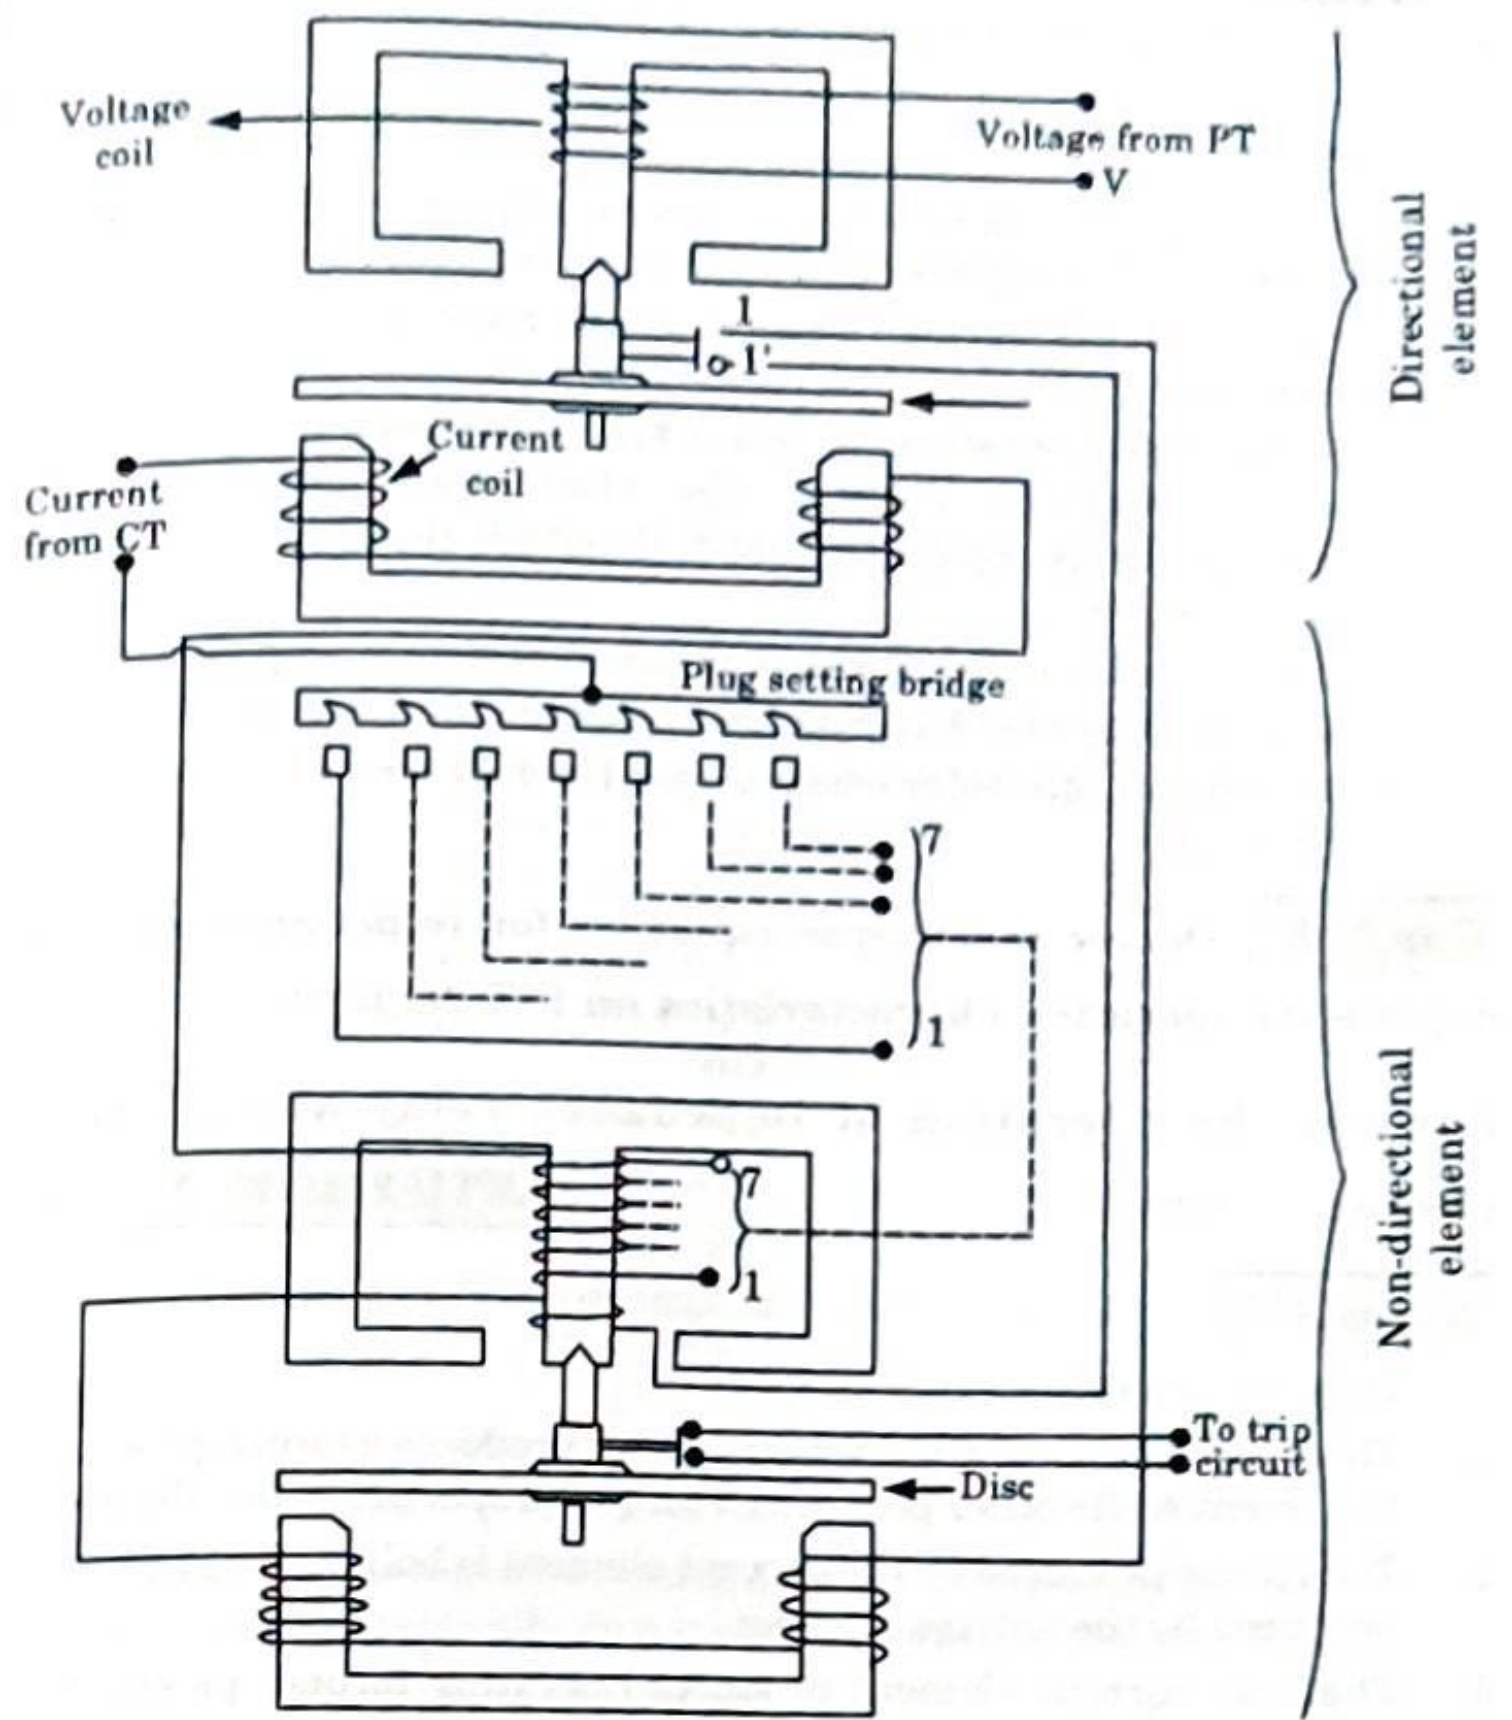 Voltage
coil
Voltage from PT
V
Directional
element
1
1'
Current
coil
Current
from CT
Plug setting bridge
7
1
7
1
Non-directional
element
To trip
circuit
Disc